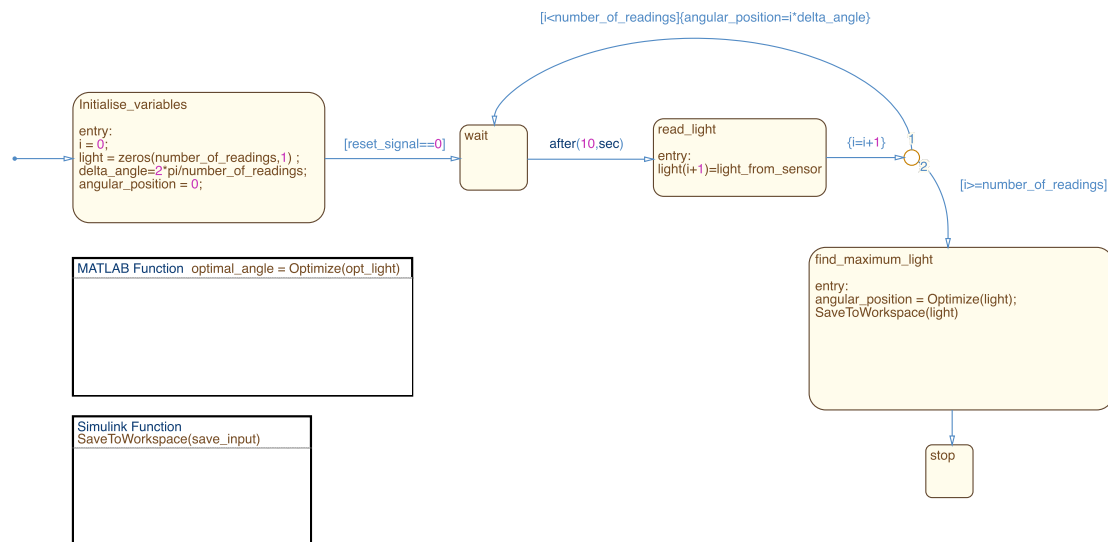 [i<number_of_readings]{angular_position=i*delta_angle}
Initialise_variables
entry:
i = 0;
light = zeros(number_of_readings,1) ;
delta_angle=2*pi/number_of_readings;
angular_position = 0;
[reset_signal==0]
wait
after(10,sec)
read_light
entry:
light(i+1)=light_from_sensor
{i=i+1}
1
2
[i>=number_of_readings]
find_maximum_light
entry:
angular_position = Optimize(light);
SaveToWorkspace(light)
MATLAB Function optimal_angle = Optimize(opt_light)
Simulink Function
SaveToWorkspace(save_input)
stop